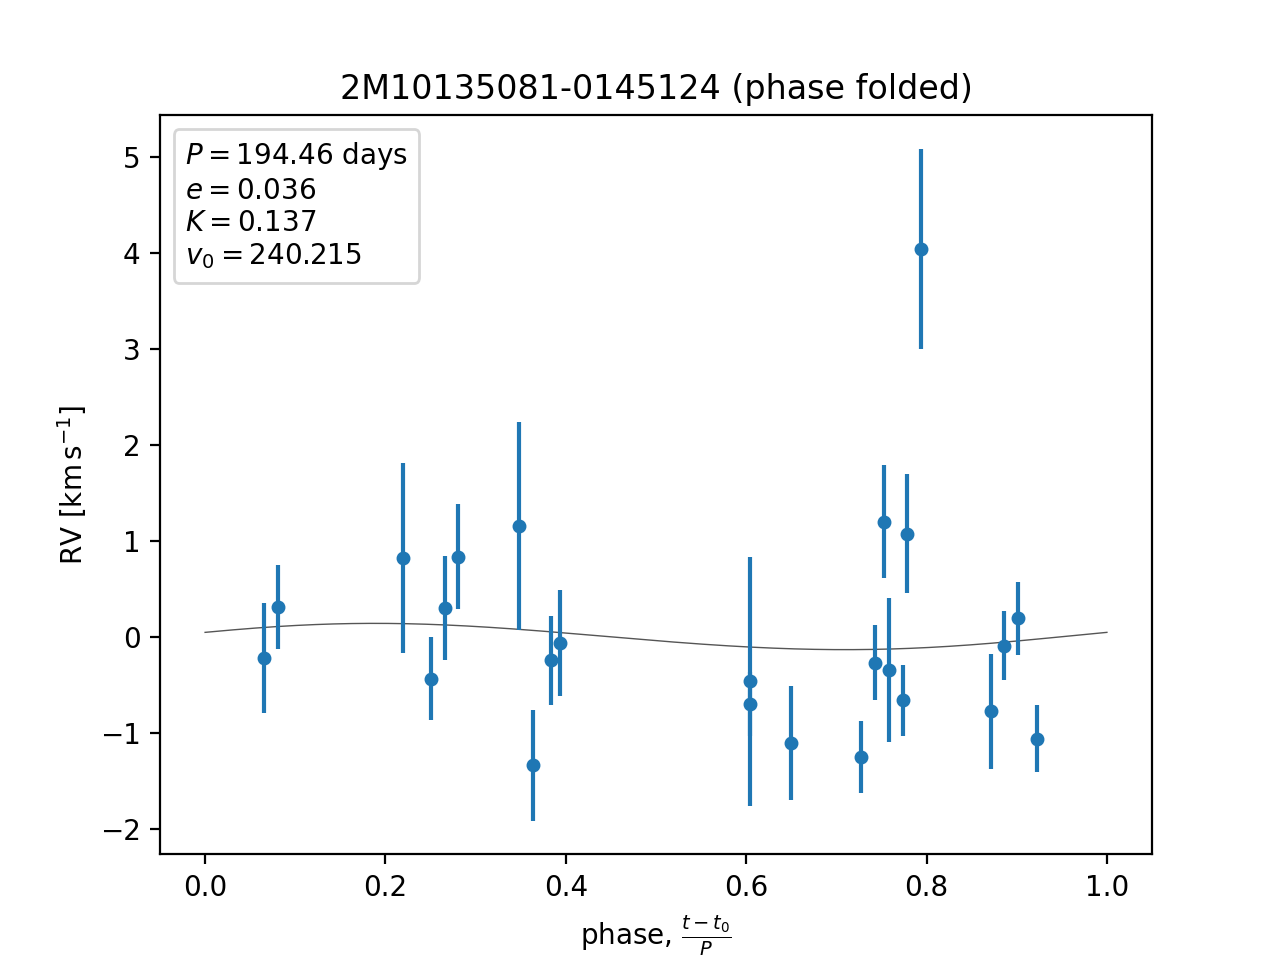 2M10135081-0145124 (phase folded)
P = 194.46 days
e = 0.036
K = 0.137
v₀ = 240.215
5
4
3
2
1
0
−1
−2
RV [km s⁻¹]
0.0 0.2 0.4 0.6 0.8 1.0
phase, (t − t₀)/P